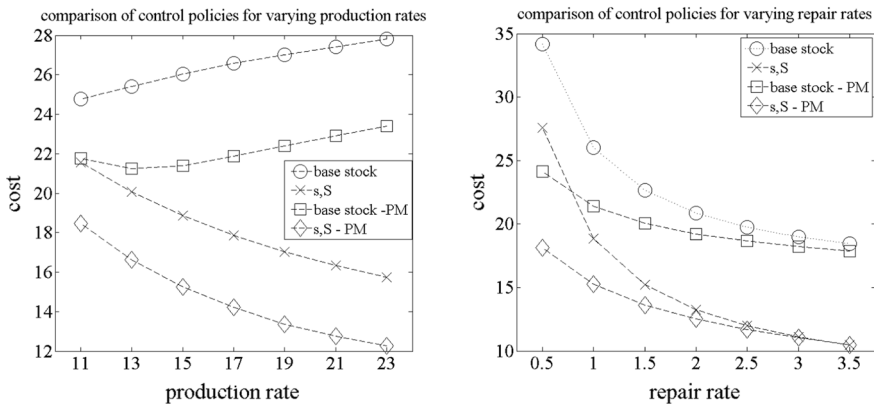 comparison of control policies for varying production rates
28
26
24
22
20
18
16
14
12
cost
11 13 15 17 19 21 23
production rate
base stock
s,S
base stock -PM
s,S - PM
comparison of control policies for varying repair rates
35
30
25
20
15
10
cost
0.5 1 1.5 2 2.5 3 3.5
repair rate
base stock
s,S
base stock - PM
s,S - PM